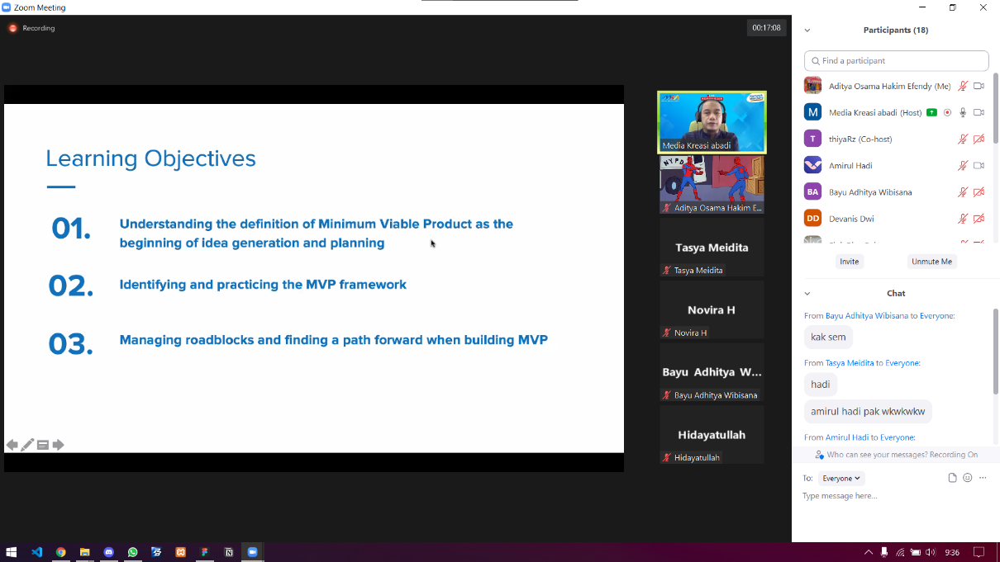 Zoom Meeting
Recording
00:17:08
Learning Objectives
01.
Understanding the definition of Minimum Viable Product as the
beginning of idea generation and planning
02.
Identifying and practicing the MVP framework
03.
Managing roadblocks and finding a path forward when building MVP
Media Kreasi abadi
NYPD
Aditya Osama Hakim E...
Tasya Meidita
Tasya Meidita
Novira H
Novira H
Bayu Adhitya W...
Bayu Adhitya Wibisana
Hidayatullah
Hidayatullah
Participants (18)
Find a participant
Aditya Osama Hakim Efendy (Me)
M Media Kreasi abadi (Host)
T thiyaRz (Co-host)
Amirul Hadi
BA Bayu Adhitya Wibisana
DD Devanis Dwi
Invite
Unmute Me
Chat
From Bayu Adhitya Wibisana to Everyone:
kak sem
From Tasya Meidita to Everyone:
hadi
amirul hadi pak wkwkwkw
From Amirul Hadi to Everyone:
Who can see your messages? Recording On
To: Everyone
Type message here...
9:36